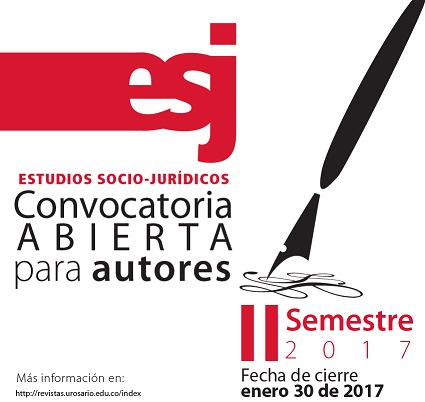 esj
ESTUDIOS SOCIO-JURÍDICOS
Convocatoria
ABIERTA
para autores
II Semestre
2017
Fecha de cierre
enero 30 de 2017
Más información en:
http://revistas.urosario.edu.co/index